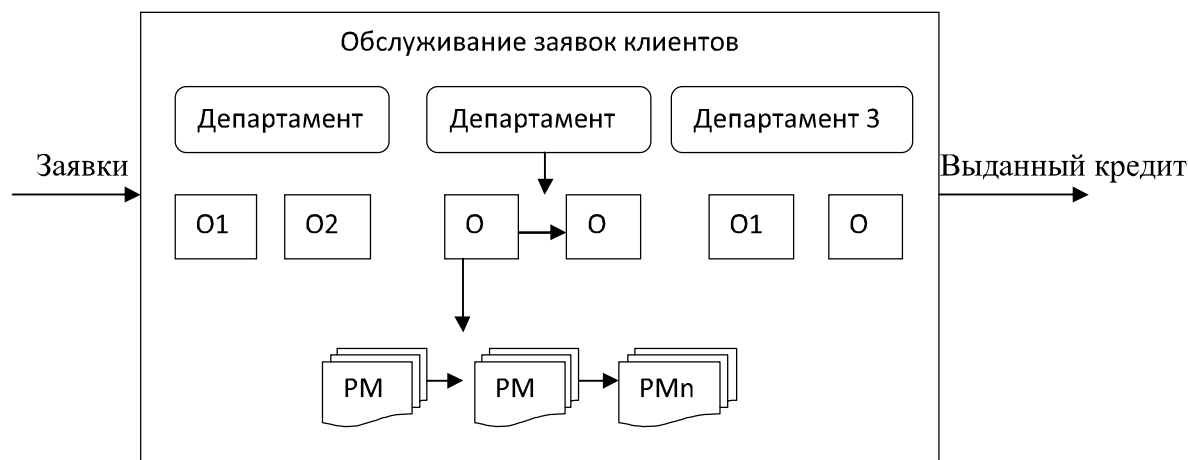 Обслуживание заявок клиентов
Департамент
Департамент
Департамент 3
Заявки
Выданный кредит
О1
О2
О
О
О1
О
РМ
РМ
РМn